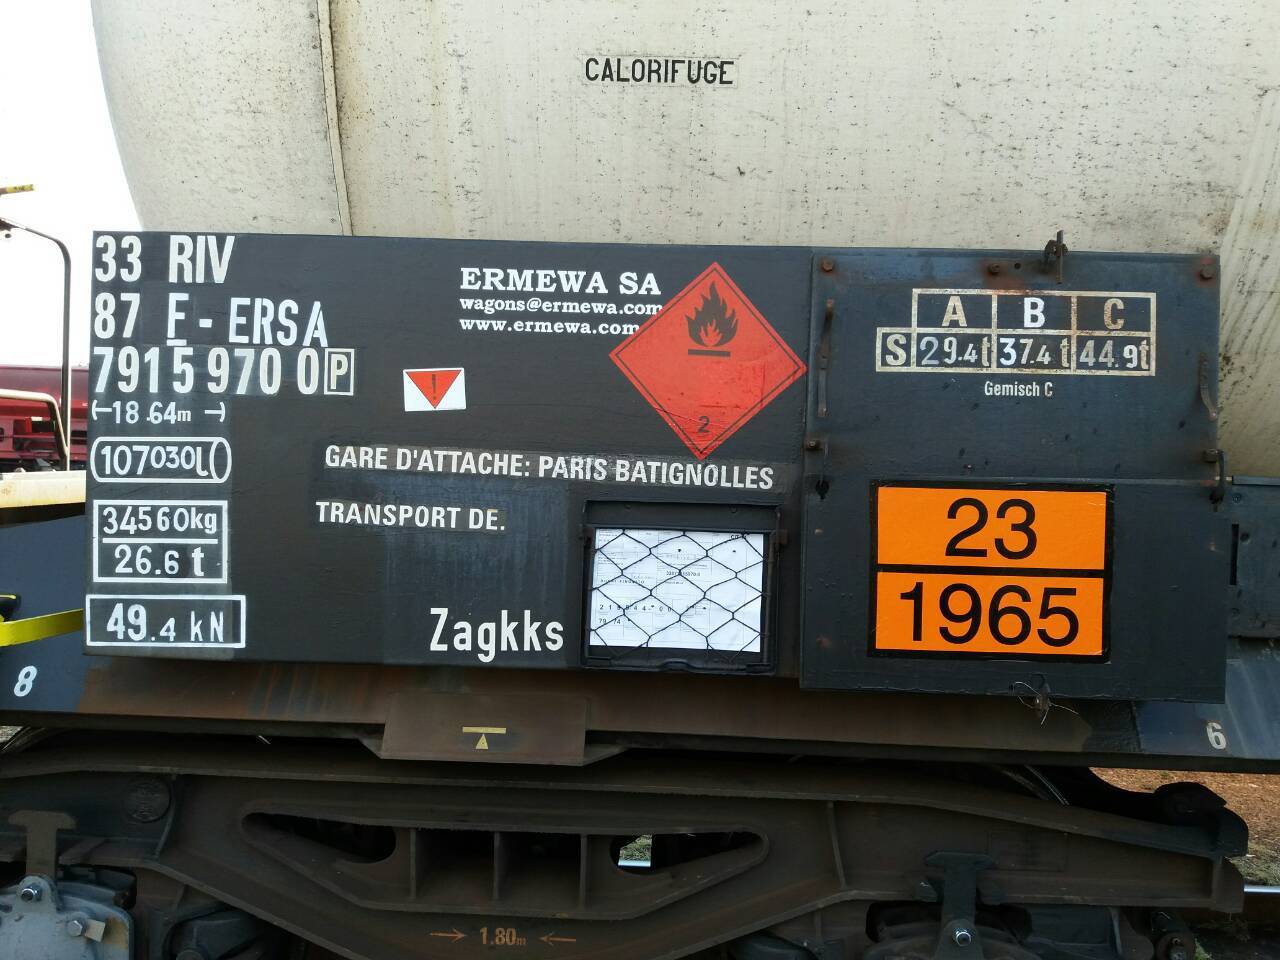 CALORIFUGE
33 RIV
87 F - ERSA
7915 970 0 P
18.64m
107030l
34560kg
26.6 t
49.4 kN
8
ERMEWA SA
wagons@ermewa.com
www.ermewa.com
!
2
GARE D'ATTACHE: PARIS BATIGNOLLES
TRANSPORT DE.
Zagkks
A B C
S 29.4t 37.4 t 44.9t
Gemisch C
23
1965
6
1.80m